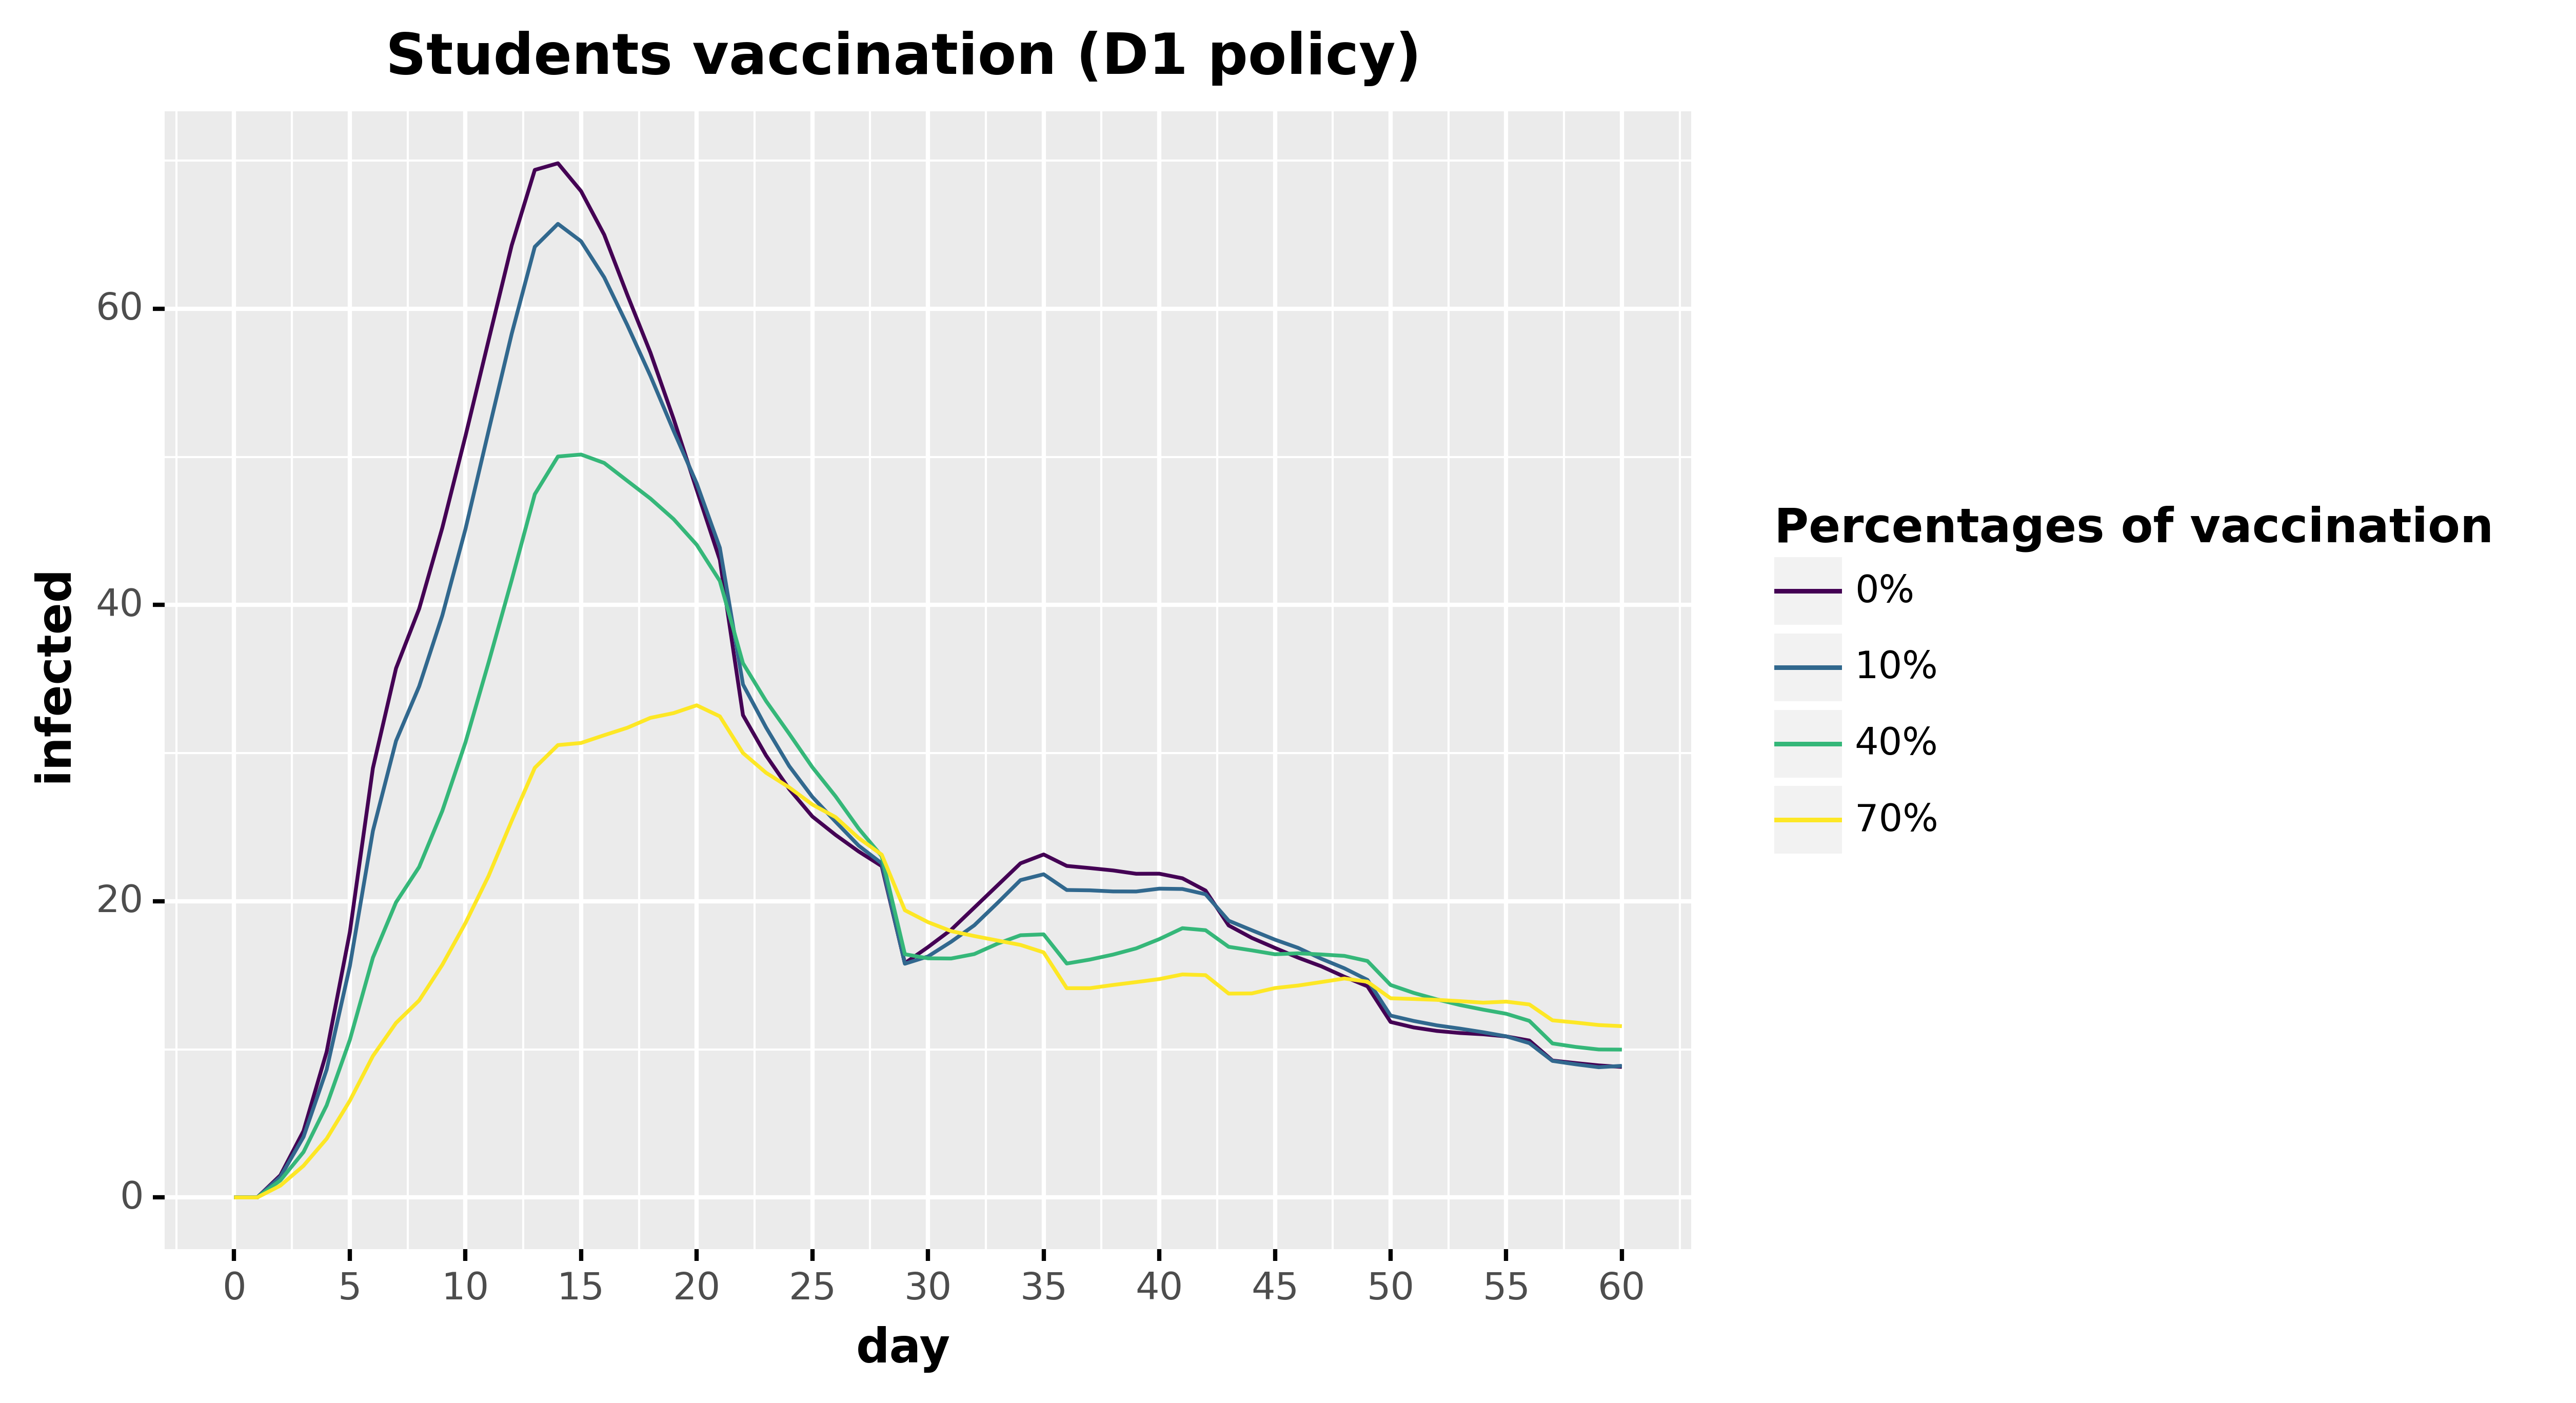 Students vaccination (D1 policy)
infected
60
40
20
0
0 5 10 15 20 25 30 35 40 45 50 55 60
day
Percentages of vaccination
0%
10%
40%
70%